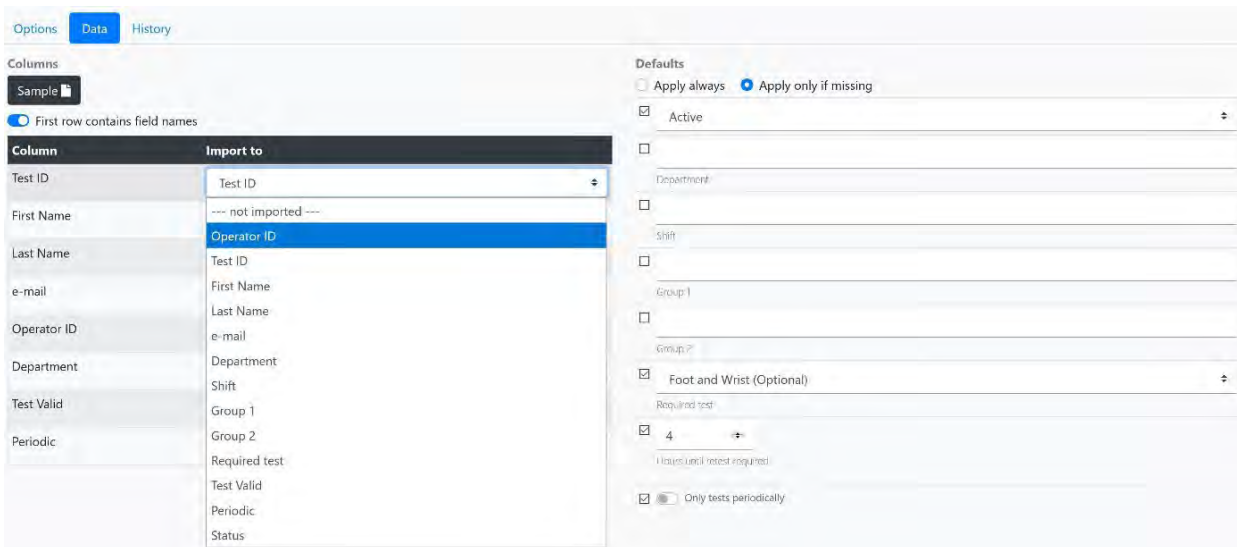 Options Data History
Columns
Sample
First row contains field names
Column Import to
Test ID Test ID
First Name
Last Name
e-mail
Operator ID
Department
Test Valid
Periodic
--- not imported ---
Operator ID
Test ID
First Name
Last Name
e-mail
Department
Shift
Group 1
Group 2
Required test
Test Valid
Periodic
Status
Defaults
Apply always Apply only if missing
Active
Department
Shift
Group 1
Group 2
Foot and Wrist (Optional)
Required test
4
Hours until retest required
Only tests periodically